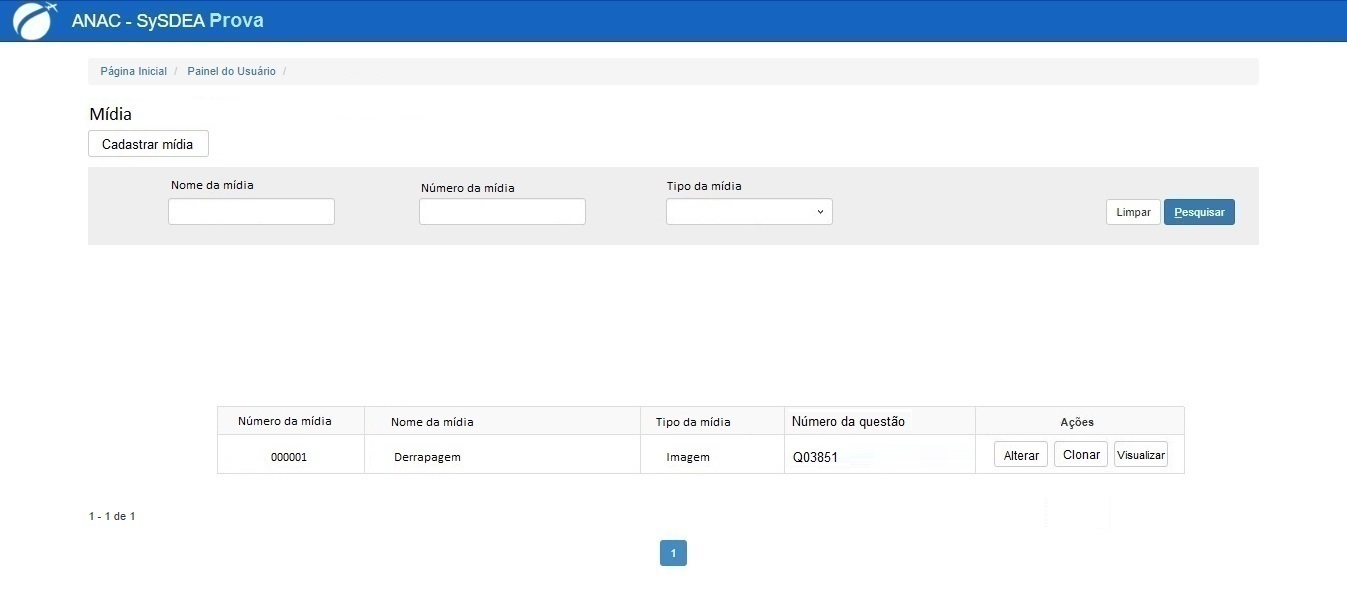 ANAC - SySDEA Prova
Página Inicial / Painel do Usuário /
Mídia
Cadastrar mídia
Nome da mídia Número da mídia Tipo da mídia
Limpar Pesquisar
Número da mídia Nome da mídia Tipo da mídia Número da questão Ações
000001 Derrapagem Imagem Q03851 Alterar Clonar Visualizar
1 - 1 de 1
1